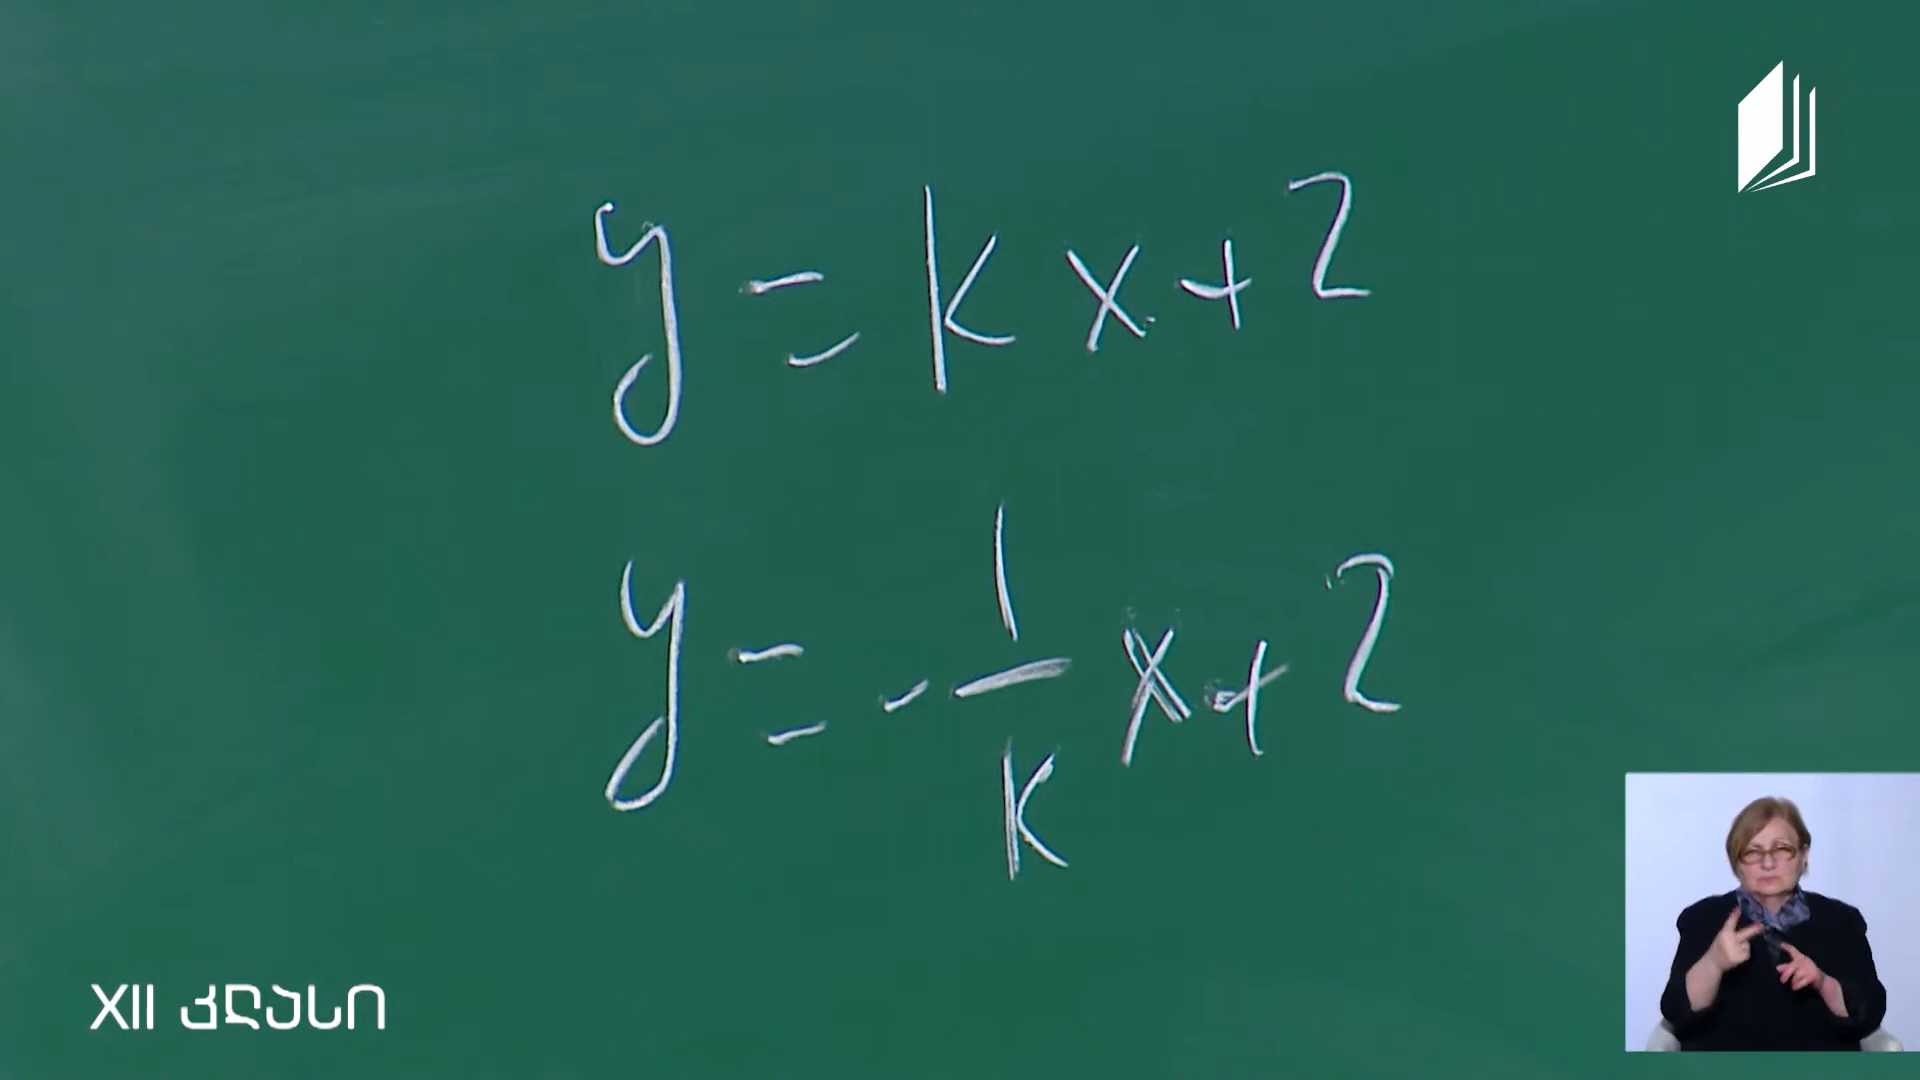 y = kx + 2
y = -1/k x + 2
XII კლასი